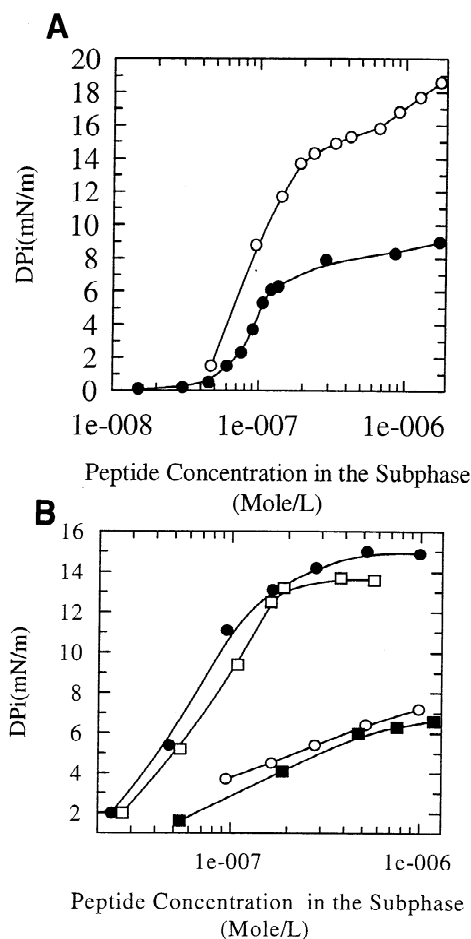 A
20
18
16
14
12
10
8
6
4
2
0
DPi(mN/m)
1e-008 1e-007 1e-006
Peptide Concentration in the Subphase
(Mole/L)
B
16
14
12
10
8
6
4
2
DPi(mN/m)
1e-007 1e-006
Peptide Concentration in the Subphase
(Mole/L)